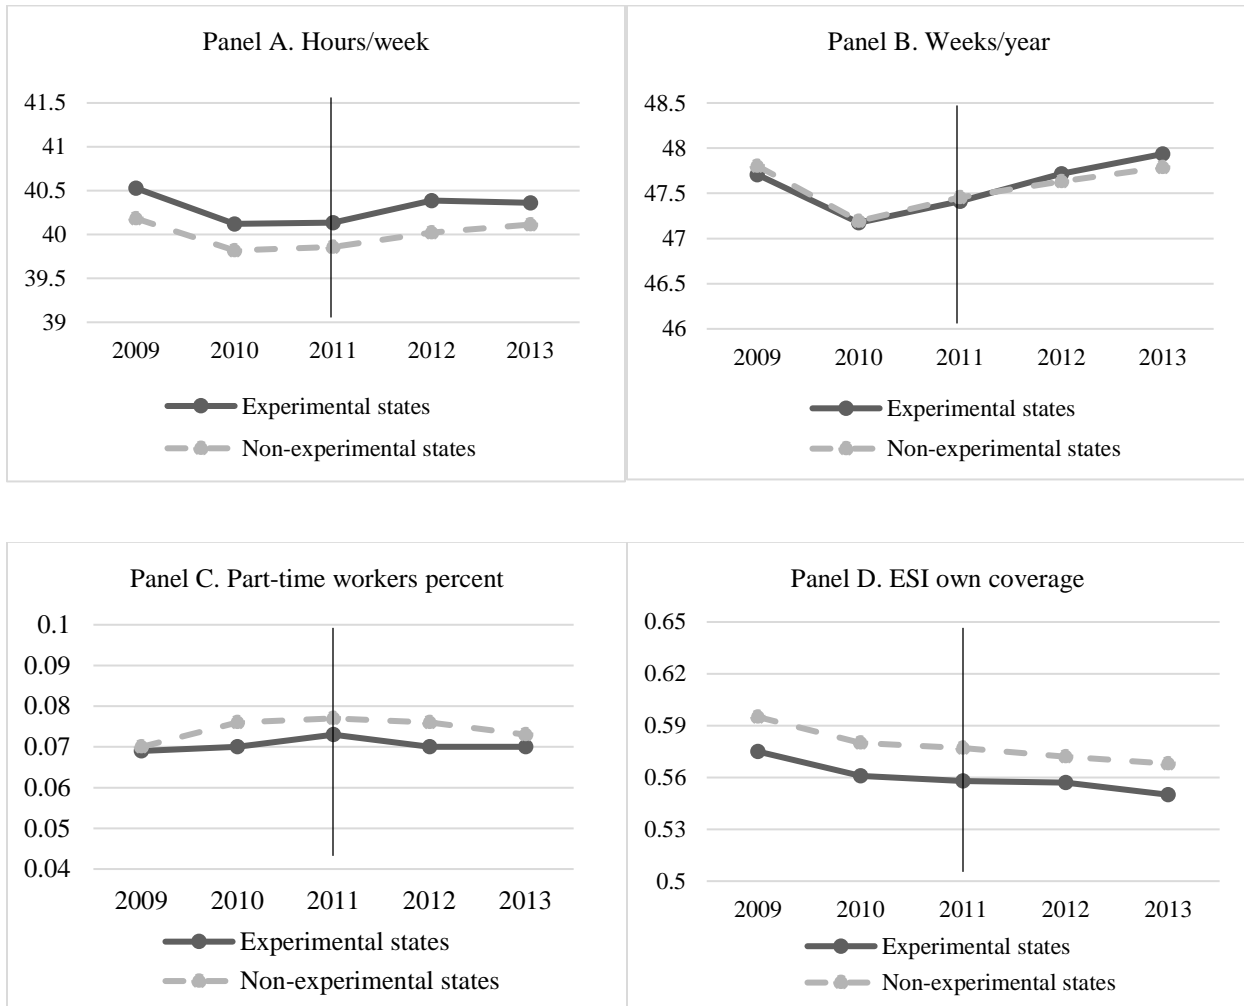 Panel A. Hours/week
41.5
41
40.5
40
39.5
39
2009 2010 2011 2012 2013
Experimental states
Non-experimental states
Panel B. Weeks/year
48.5
48
47.5
47
46.5
46
2009 2010 2011 2012 2013
Experimental states
Non-experimental states
Panel C. Part-time workers percent
0.1
0.09
0.08
0.07
0.06
0.05
0.04
2009 2010 2011 2012 2013
Experimental states
Non-experimental states
Panel D. ESI own coverage
0.65
0.62
0.59
0.56
0.53
0.5
2009 2010 2011 2012 2013
Experimental states
Non-experimental states